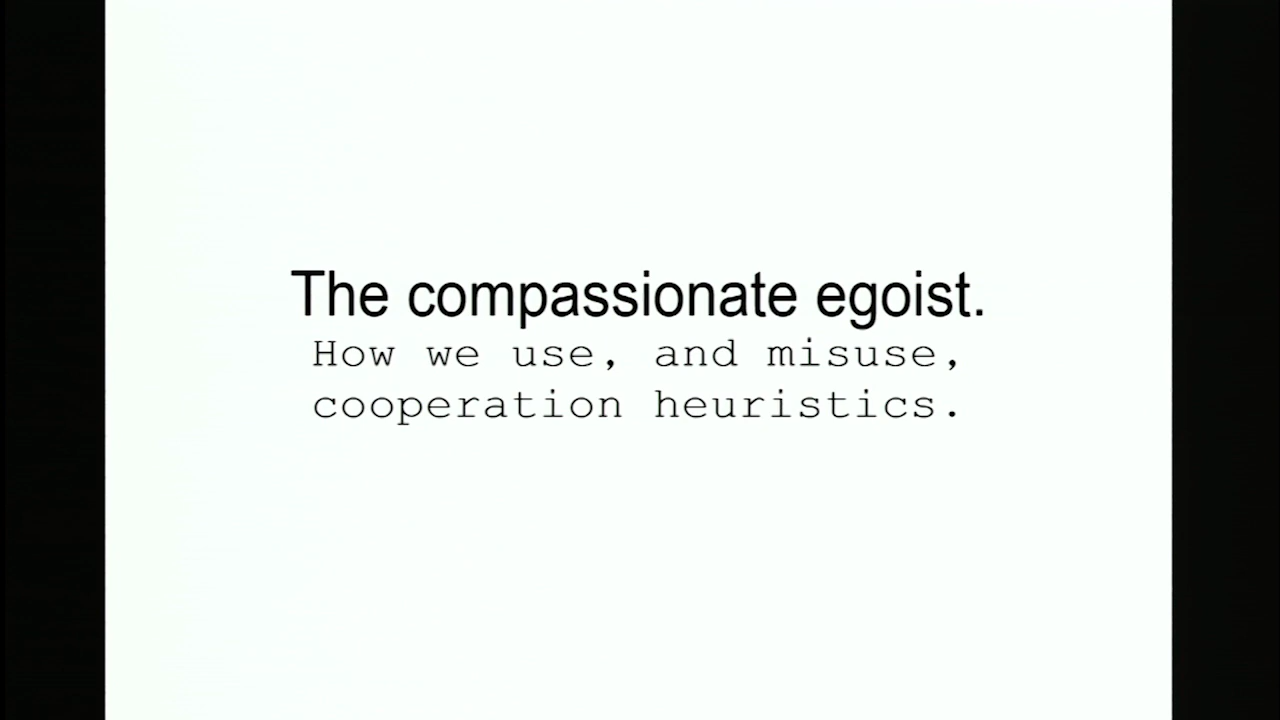 The compassionate egoist.
How we use, and misuse,
cooperation heuristics.